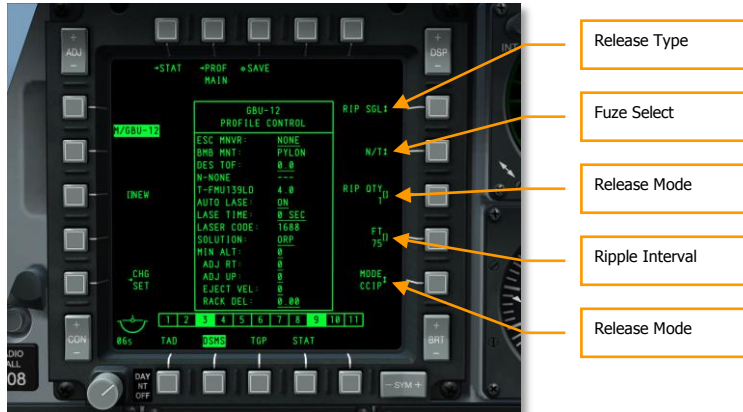 +
ADJ
−
+
DSP
−
INT
→STAT →PROF MAIN ⊕SAVE
GBU-12
PROFILE CONTROL
M/GBU-12
ESC MNVR: NONE
BMB MNT: PYLON
DES TOF: 0.0
N-NONE ---
T-FMU139LD 4.0
AUTO LASE: ON
LASE TIME: 0 SEC
LASER CODE: 1688
SOLUTION: ORP
MIN ALT: 0
ADJ RT: 0
ADJ UP: 0
EJECT VEL: 0
RACK DEL: 0.00
[]NEW
CHG
SET
RIP SGL↕
N/T↕
RIP QTY
1[]
FT
75[]
MODE
CCIP↕
1 2 3 4 5 6 7 8 9 10 11
06s TAD DSMS TGP STAT
+
CON
−
+
BRT
−
ADIO
ALL
08
DAY
NT
OFF
− SYM +
Release Type
Fuze Select
Release Mode
Ripple Interval
Release Mode